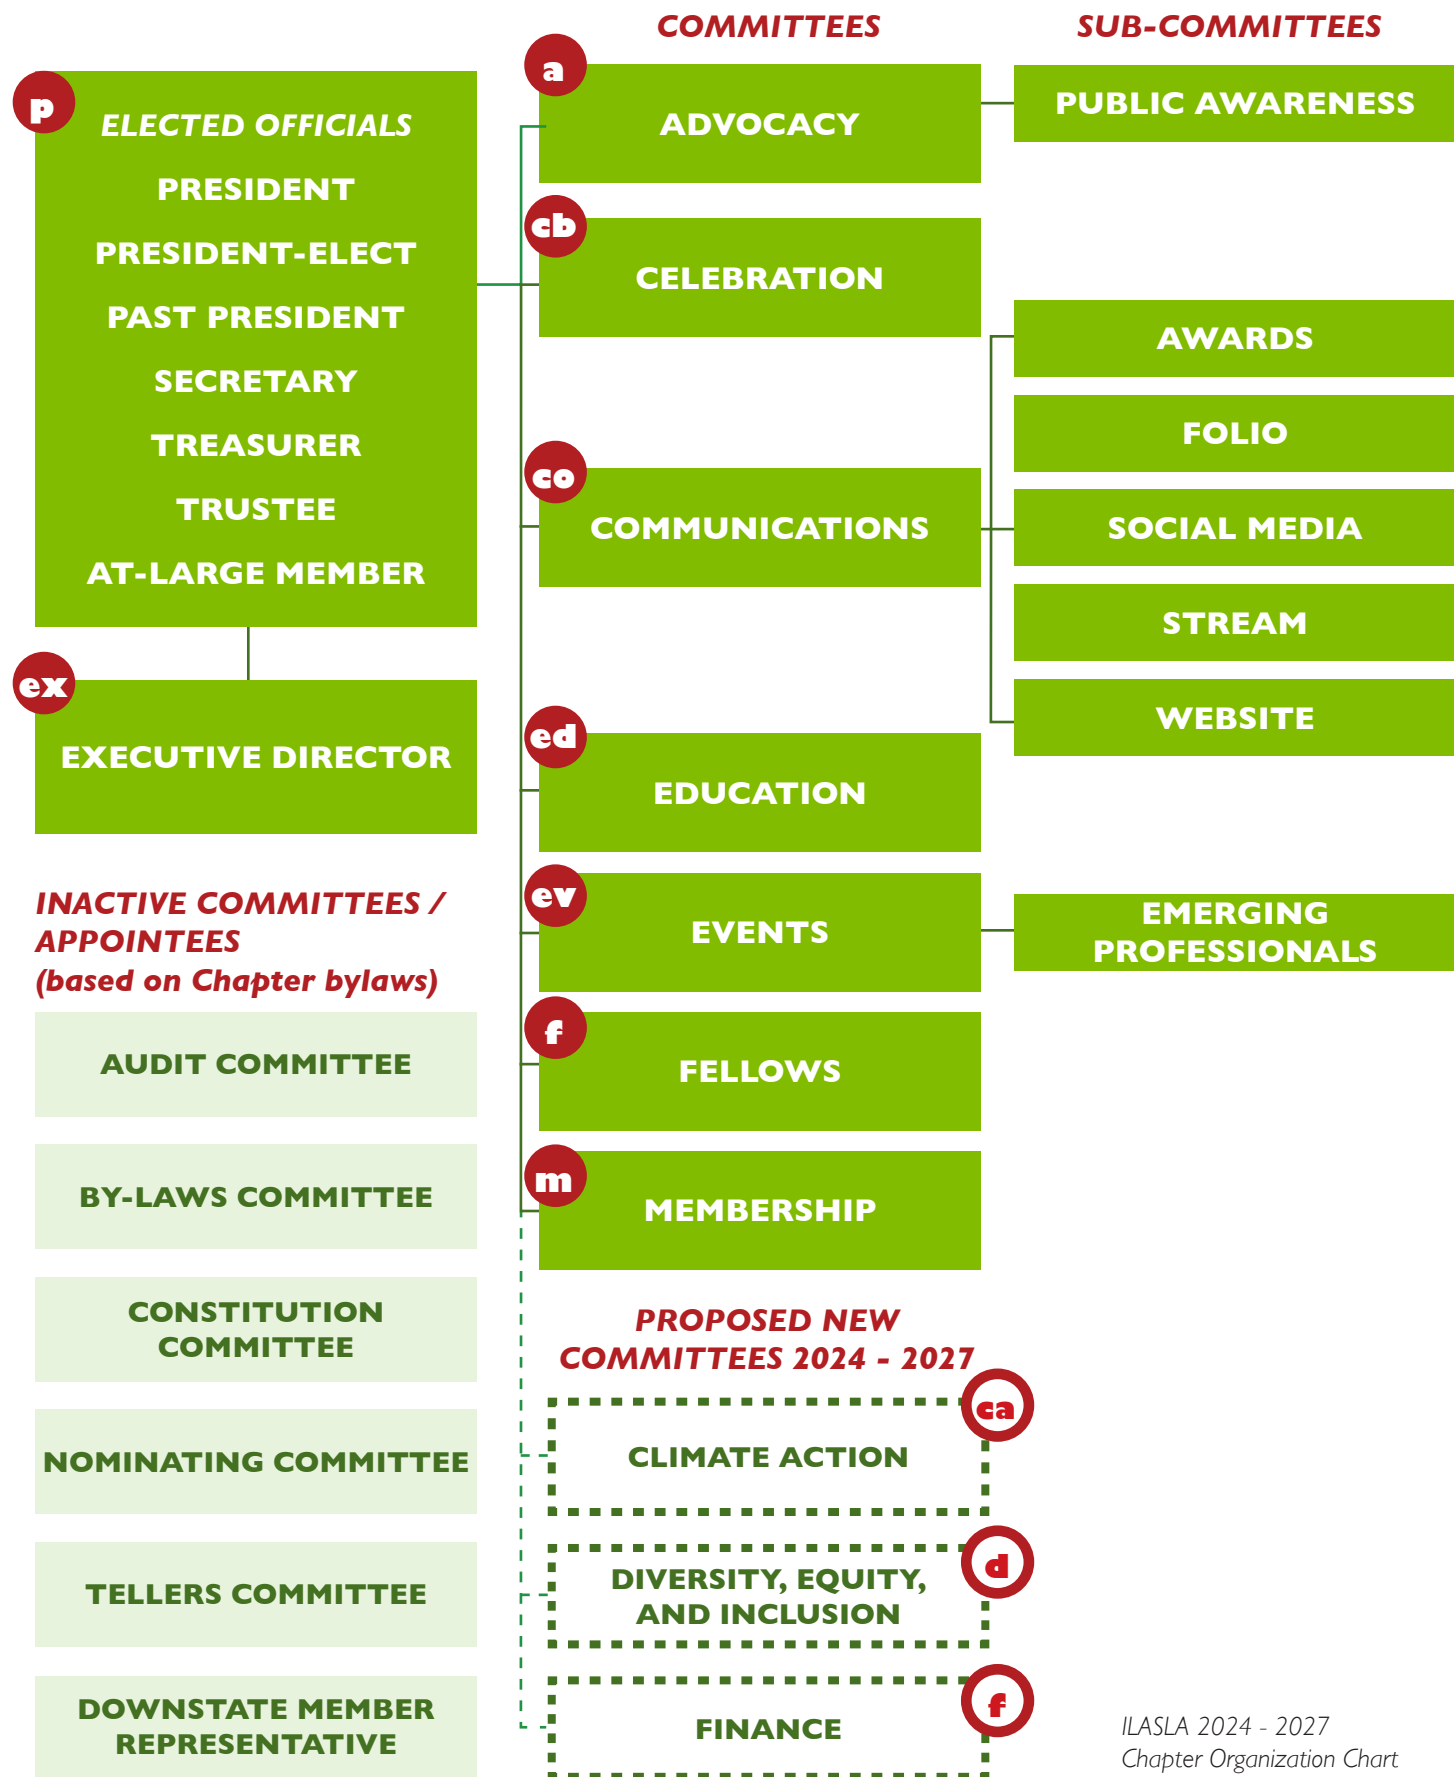 p
ELECTED OFFICIALS
PRESIDENT
PRESIDENT-ELECT
PAST PRESIDENT
SECRETARY
TREASURER
TRUSTEE
AT-LARGE MEMBER
ex
EXECUTIVE DIRECTOR
INACTIVE COMMITTEES /
APPOINTEES
(based on Chapter bylaws)
AUDIT COMMITTEE
BY-LAWS COMMITTEE
CONSTITUTION
COMMITTEE
NOMINATING COMMITTEE
TELLERS COMMITTEE
DOWNSTATE MEMBER
REPRESENTATIVE
COMMITTEES
a
ADVOCACY
cb
CELEBRATION
co
COMMUNICATIONS
ed
EDUCATION
ev
EVENTS
f
FELLOWS
m
MEMBERSHIP
PROPOSED NEW
COMMITTEES 2024 - 2027
ca
CLIMATE ACTION
d
DIVERSITY, EQUITY,
AND INCLUSION
f
FINANCE
SUB-COMMITTEES
PUBLIC AWARENESS
AWARDS
FOLIO
SOCIAL MEDIA
STREAM
WEBSITE
EMERGING
PROFESSIONALS
ILASLA 2024 - 2027
Chapter Organization Chart